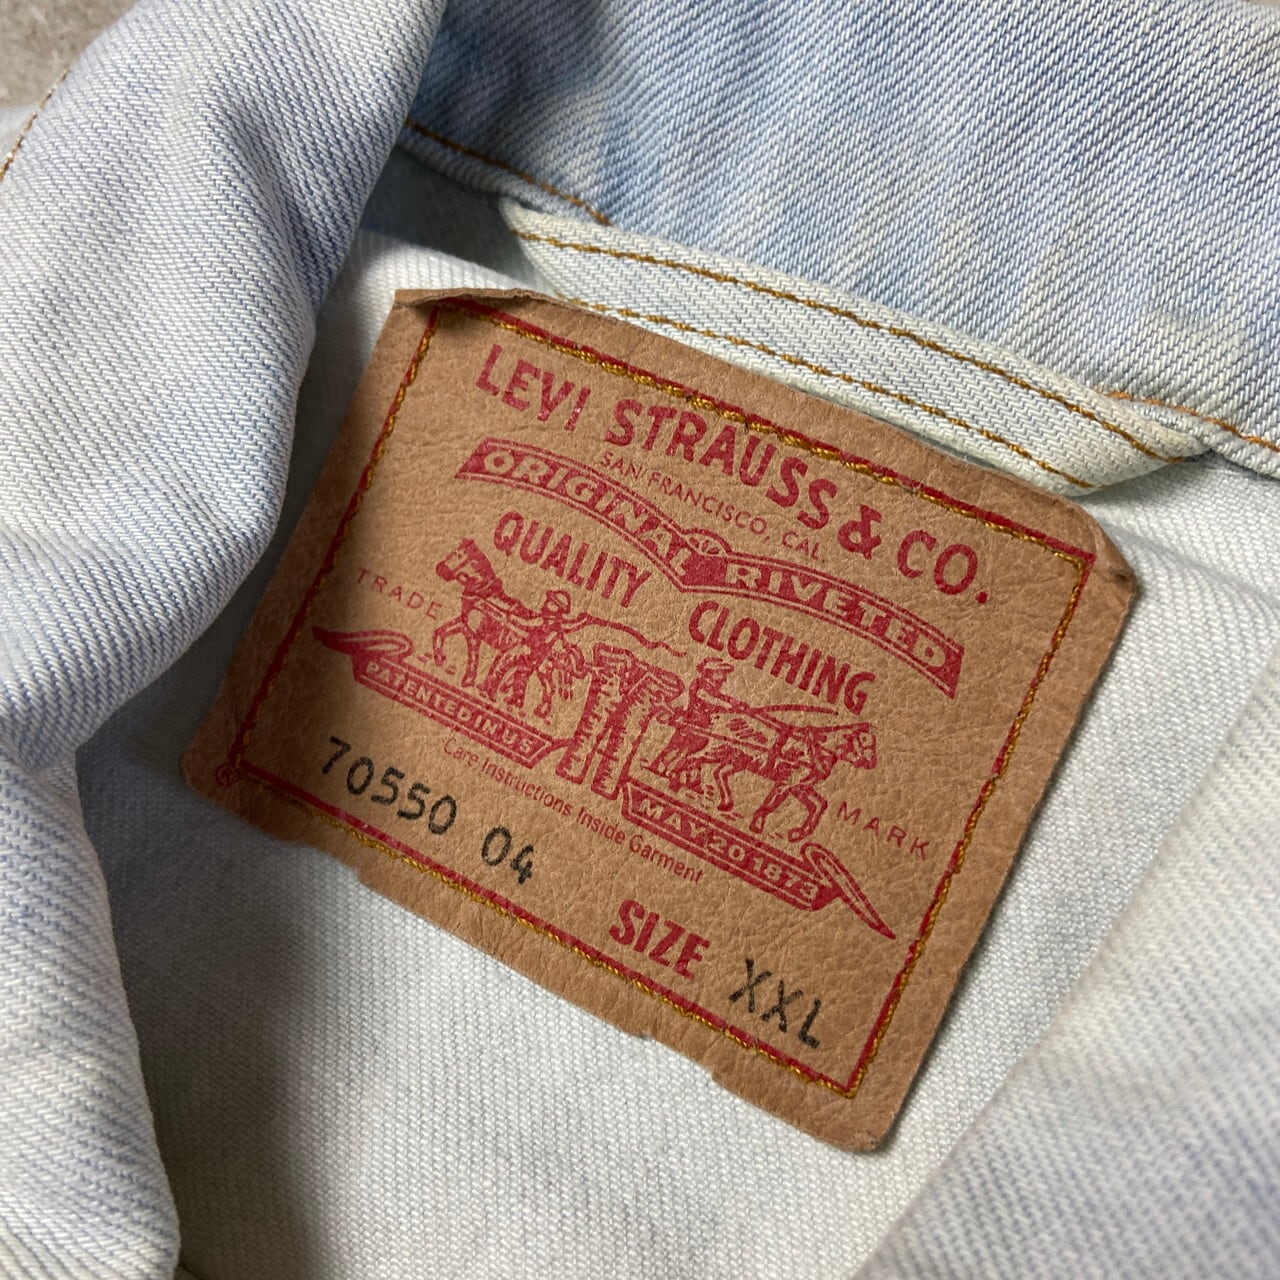 LEVI STRAUSS & CO.
SAN FRANCISCO, CAL
ORIGINAL RIVETED
QUALITY CLOTHING
TRADE MARK
PATENTED IN U S MAY 20 1873
Care Instructions Inside Garment
70550 04
SIZE XXL